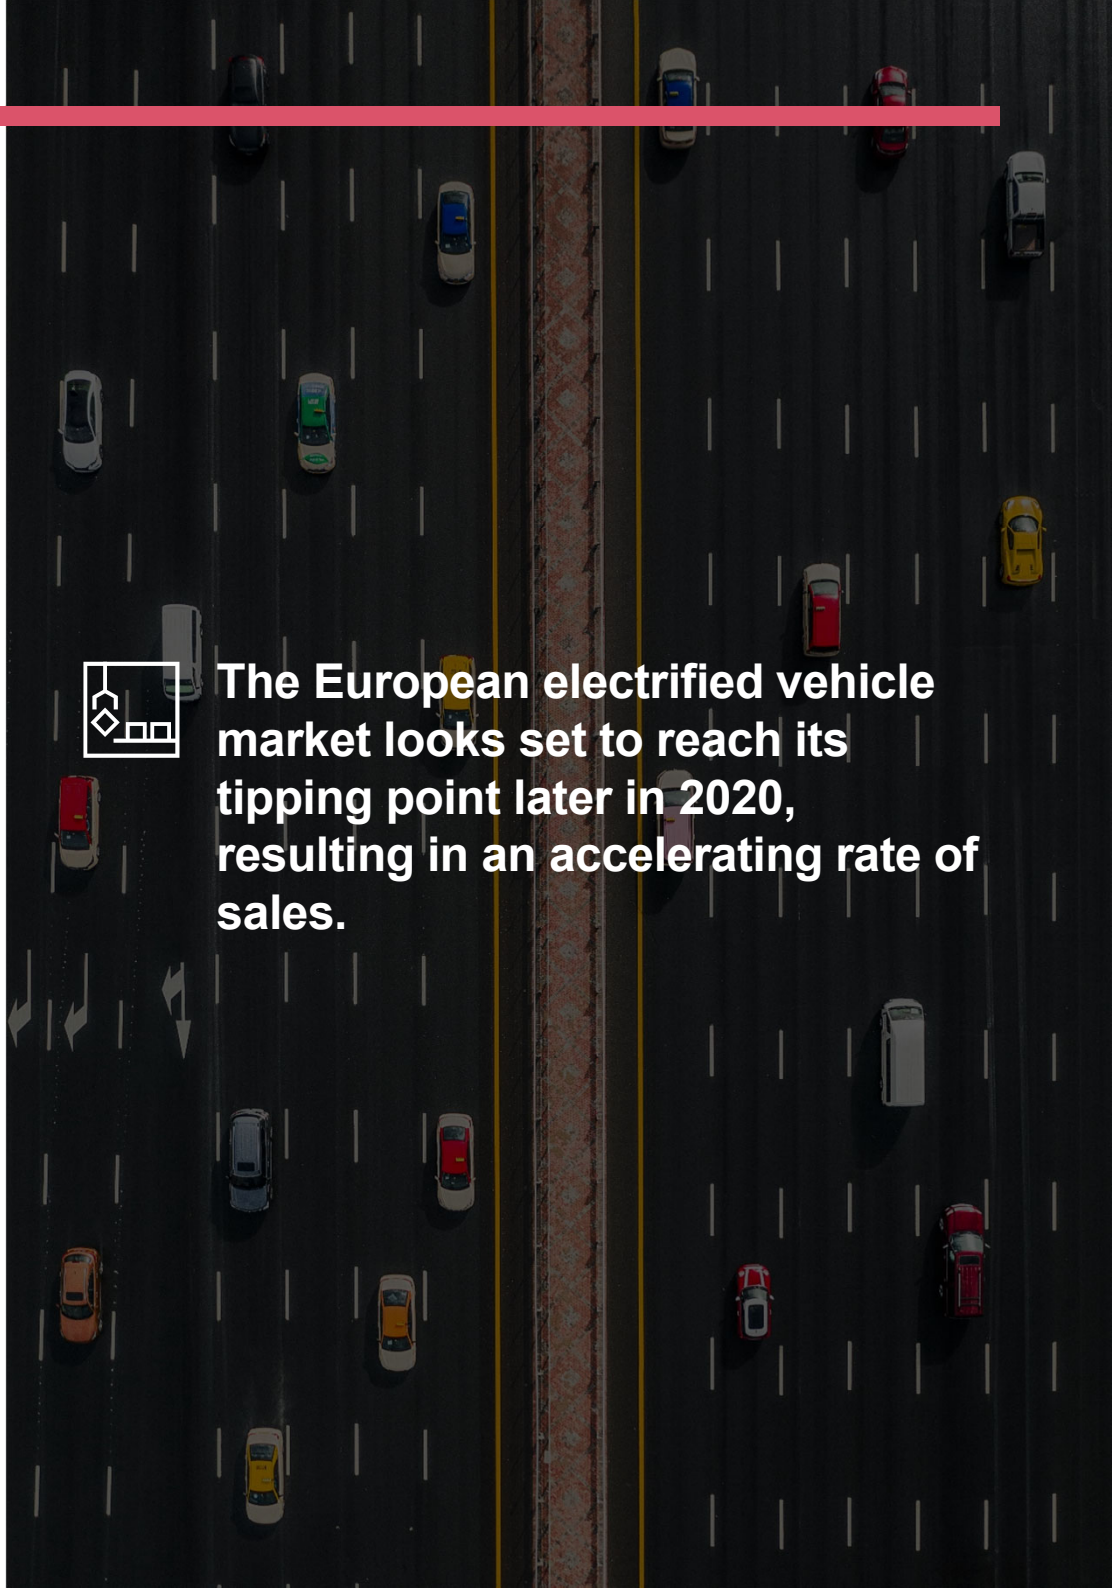 The European electrified vehicle
market looks set to reach its
tipping point later in 2020,
resulting in an accelerating rate of
sales.